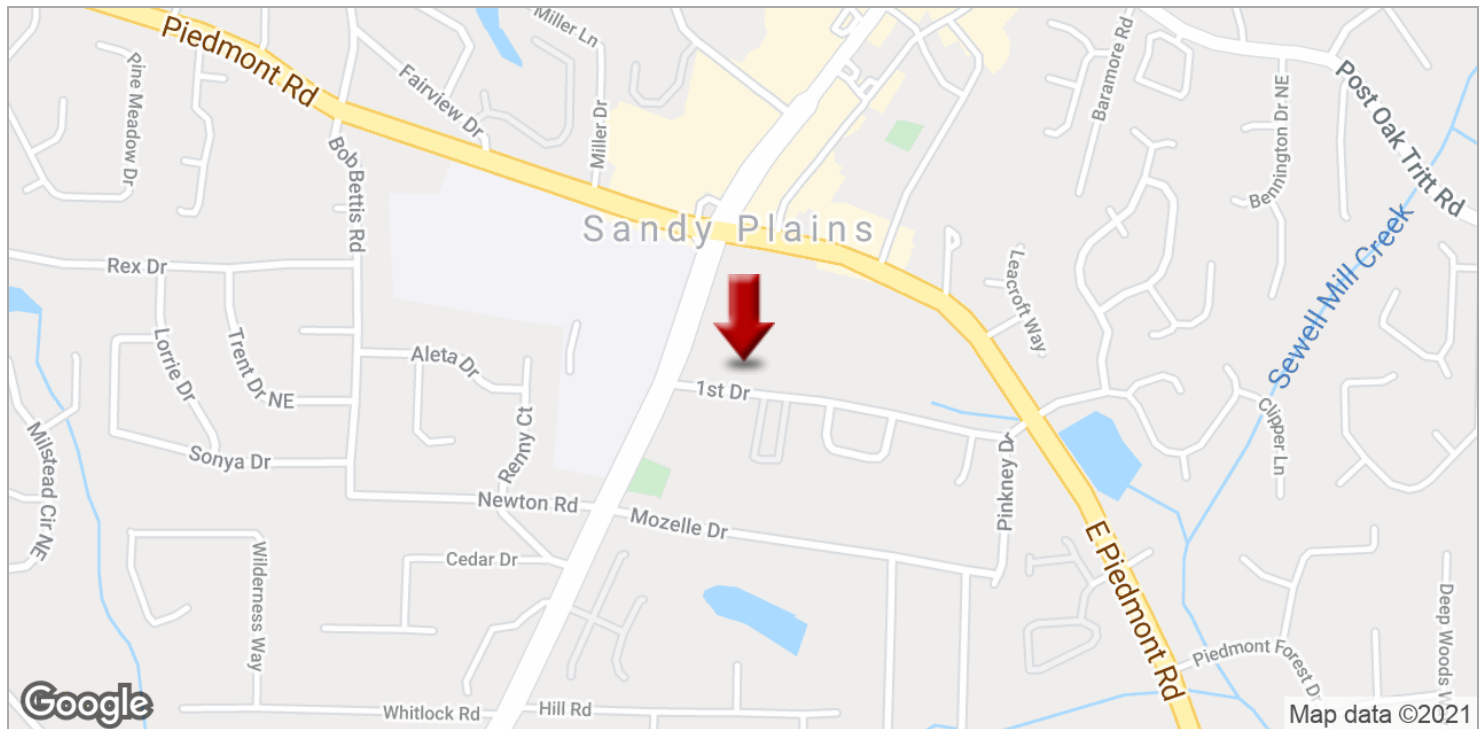 Miller Ln
Piedmont Rd
Pine Meadow Dr
Fairview Dr
Miller Dr
Baramore Rd
Post Oak Tritt Rd
Bennington Dr NE
Bob Bettis Rd
Sandy Plains
Leacroft Way
Sewell Mill Creek
Rex Dr
Lorrie Dr
Trent Dr NE
Aleta Dr
1st Dr
Renny Ct
Clipper Ln
Milstead Cir NE
Sonya Dr
Newton Rd
Mozelle Dr
Pinkney Dr
E Piedmont Rd
Wilderness Way
Cedar Dr
Deep Woods W
Piedmont Forest Dr
Google
Whitlock Rd
Hill Rd
Map data ©2021